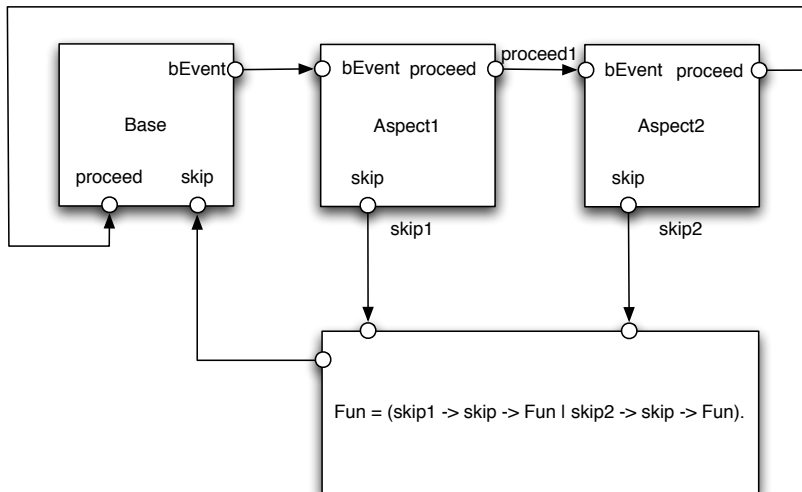 proceed1
bEvent
bEvent proceed
bEvent proceed
Base
Aspect1
Aspect2
proceed skip
skip
skip
skip1
skip2
Fun = (skip1 -> skip -> Fun | skip2 -> skip -> Fun).